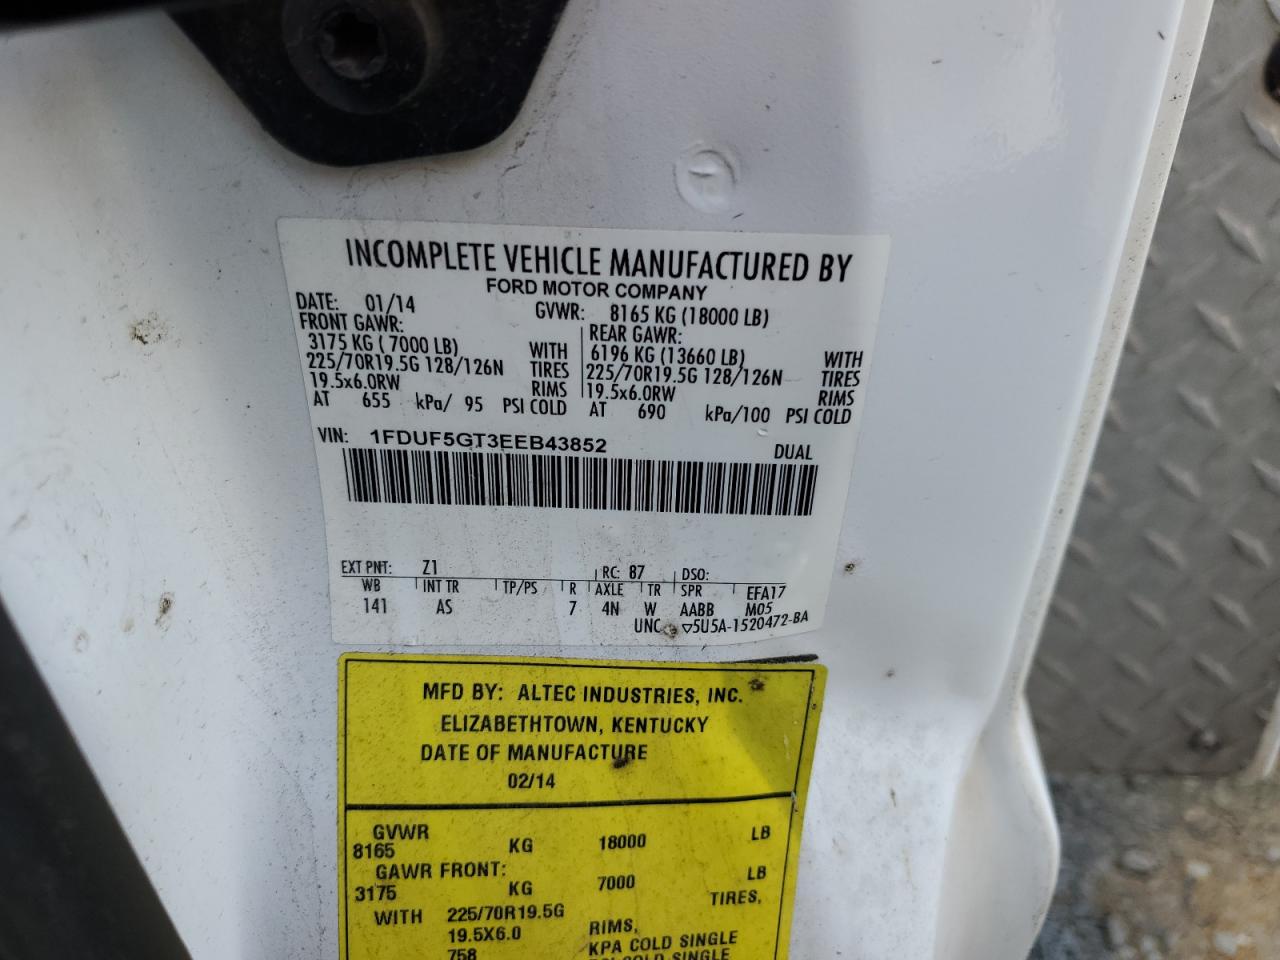 INCOMPLETE VEHICLE MANUFACTURED BY
FORD MOTOR COMPANY
DATE: 01/14 GVWR: 8165 KG (18000 LB)
FRONT GAWR: REAR GAWR:
3175 KG (7000 LB) WITH 6196 KG (13660 LB) WITH
225/70R19.5G 128/126N TIRES 225/70R19.5G 128/126N TIRES
19.5x6.0RW RIMS 19.5x6.0RW RIMS
AT 655 kPa/ 95 PSI COLD AT 690 kPa/100 PSI COLD
VIN: 1FDUF5GT3EEB43852 DUAL
EXT PNT: Z1 RC: 87 DSO:
WB INT TR TP/PS R AXLE TR SPR EFA17
141 AS 7 4N W AABB M05
UNC ▽5U5A-1520472-BA
MFD BY: ALTEC INDUSTRIES, INC.
ELIZABETHTOWN, KENTUCKY
DATE OF MANUFACTURE
02/14
GVWR
8165 KG 18000 LB
GAWR FRONT:
3175 KG 7000 LB
WITH 225/70R19.5G TIRES,
19.5X6.0 RIMS,
758 KPA COLD SINGLE
PSI COLD SINGLE